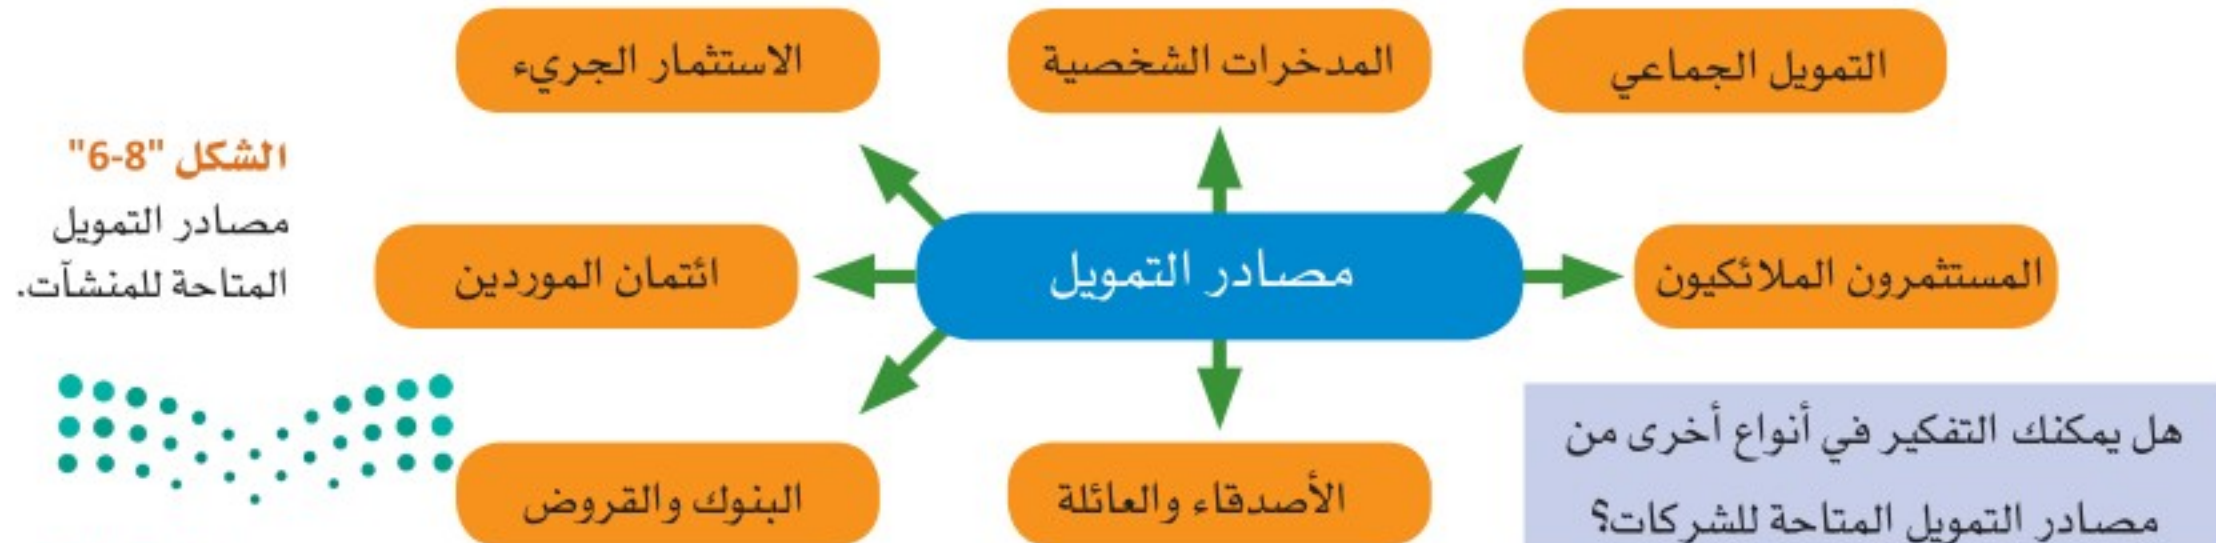 التمويل الجماعي
المدخرات الشخصية
الاستثمار الجريء
الشكل "8-6"
مصادر التمويل
المتاحة للمنشآت.
المستثمرون الملائكيون
مصادر التمويل
ائتمان الموردين
هل يمكنك التفكير في أنواع أخرى من
مصادر التمويل المتاحة للشركات؟
الأصدقاء والعائلة
البنوك والقروض